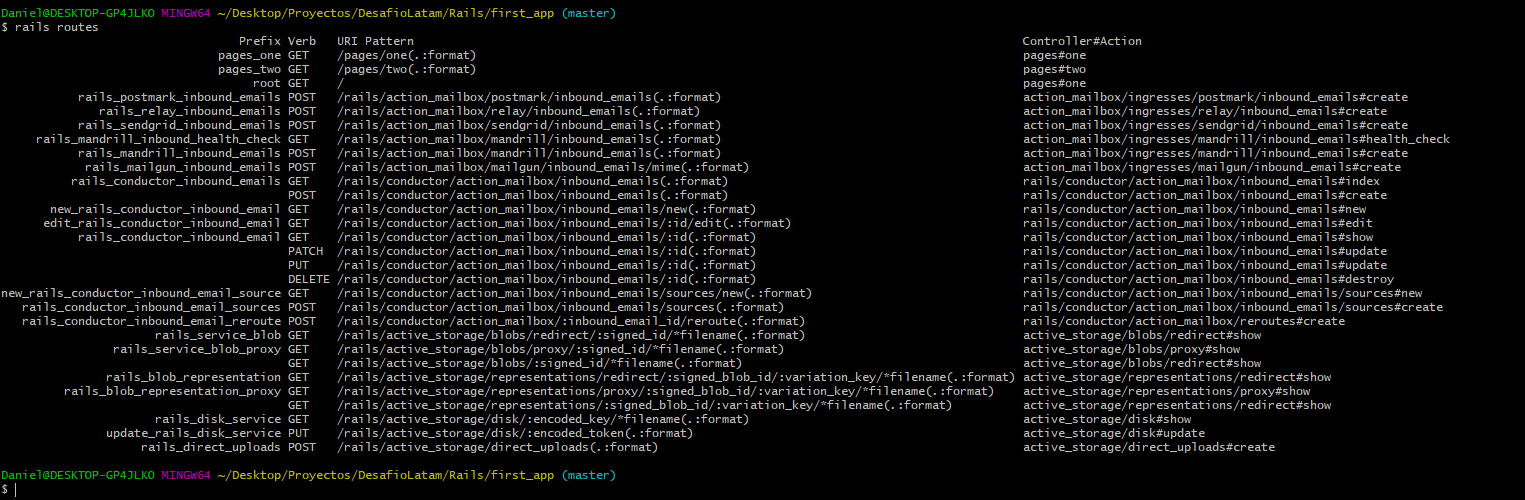 Daniel@DESKTOP-GP4JLKO MINGW64 ~/Desktop/Proyectos/DesafioLatam/Rails/first_app (master)
$ rails routes
Prefix Verb URI Pattern Controller#Action
pages_one GET /pages/one(.:format) pages#one
pages_two GET /pages/two(.:format) pages#two
root GET / pages#one
rails_postmark_inbound_emails POST /rails/action_mailbox/postmark/inbound_emails(.:format) action_mailbox/ingresses/postmark/inbound_emails#create
rails_relay_inbound_emails POST /rails/action_mailbox/relay/inbound_emails(.:format) action_mailbox/ingresses/relay/inbound_emails#create
rails_sendgrid_inbound_emails POST /rails/action_mailbox/sendgrid/inbound_emails(.:format) action_mailbox/ingresses/sendgrid/inbound_emails#create
rails_mandrill_inbound_health_check GET /rails/action_mailbox/mandrill/inbound_emails(.:format) action_mailbox/ingresses/mandrill/inbound_emails#health_check
rails_mandrill_inbound_emails POST /rails/action_mailbox/mandrill/inbound_emails(.:format) action_mailbox/ingresses/mandrill/inbound_emails#create
rails_mailgun_inbound_emails POST /rails/action_mailbox/mailgun/inbound_emails/mime(.:format) action_mailbox/ingresses/mailgun/inbound_emails#create
rails_conductor_inbound_emails GET /rails/conductor/action_mailbox/inbound_emails(.:format) rails/conductor/action_mailbox/inbound_emails#index
POST /rails/conductor/action_mailbox/inbound_emails(.:format) rails/conductor/action_mailbox/inbound_emails#create
new_rails_conductor_inbound_email GET /rails/conductor/action_mailbox/inbound_emails/new(.:format) rails/conductor/action_mailbox/inbound_emails#new
edit_rails_conductor_inbound_email GET /rails/conductor/action_mailbox/inbound_emails/:id/edit(.:format) rails/conductor/action_mailbox/inbound_emails#edit
rails_conductor_inbound_email GET /rails/conductor/action_mailbox/inbound_emails/:id(.:format) rails/conductor/action_mailbox/inbound_emails#show
PATCH /rails/conductor/action_mailbox/inbound_emails/:id(.:format) rails/conductor/action_mailbox/inbound_emails#update
PUT /rails/conductor/action_mailbox/inbound_emails/:id(.:format) rails/conductor/action_mailbox/inbound_emails#update
DELETE /rails/conductor/action_mailbox/inbound_emails/:id(.:format) rails/conductor/action_mailbox/inbound_emails#destroy
new_rails_conductor_inbound_email_source GET /rails/conductor/action_mailbox/inbound_emails/sources/new(.:format) rails/conductor/action_mailbox/inbound_emails/sources#new
rails_conductor_inbound_email_sources POST /rails/conductor/action_mailbox/inbound_emails/sources(.:format) rails/conductor/action_mailbox/inbound_emails/sources#create
rails_conductor_inbound_email_reroute POST /rails/conductor/action_mailbox/:inbound_email_id/reroute(.:format) rails/conductor/action_mailbox/reroutes#create
rails_service_blob GET /rails/active_storage/blobs/redirect/:signed_id/*filename(.:format) active_storage/blobs/redirect#show
rails_service_blob_proxy GET /rails/active_storage/blobs/proxy/:signed_id/*filename(.:format) active_storage/blobs/proxy#show
GET /rails/active_storage/blobs/:signed_id/*filename(.:format) active_storage/blobs/redirect#show
rails_blob_representation GET /rails/active_storage/representations/redirect/:signed_blob_id/:variation_key/*filename(.:format) active_storage/representations/redirect#show
rails_blob_representation_proxy GET /rails/active_storage/representations/proxy/:signed_blob_id/:variation_key/*filename(.:format) active_storage/representations/proxy#show
GET /rails/active_storage/representations/:signed_blob_id/:variation_key/*filename(.:format) active_storage/representations/redirect#show
rails_disk_service GET /rails/active_storage/disk/:encoded_key/*filename(.:format) active_storage/disk#show
update_rails_disk_service PUT /rails/active_storage/disk/:encoded_token(.:format) active_storage/disk#update
rails_direct_uploads POST /rails/active_storage/direct_uploads(.:format) active_storage/direct_uploads#create
Daniel@DESKTOP-GP4JLKO MINGW64 ~/Desktop/Proyectos/DesafioLatam/Rails/first_app (master)
$